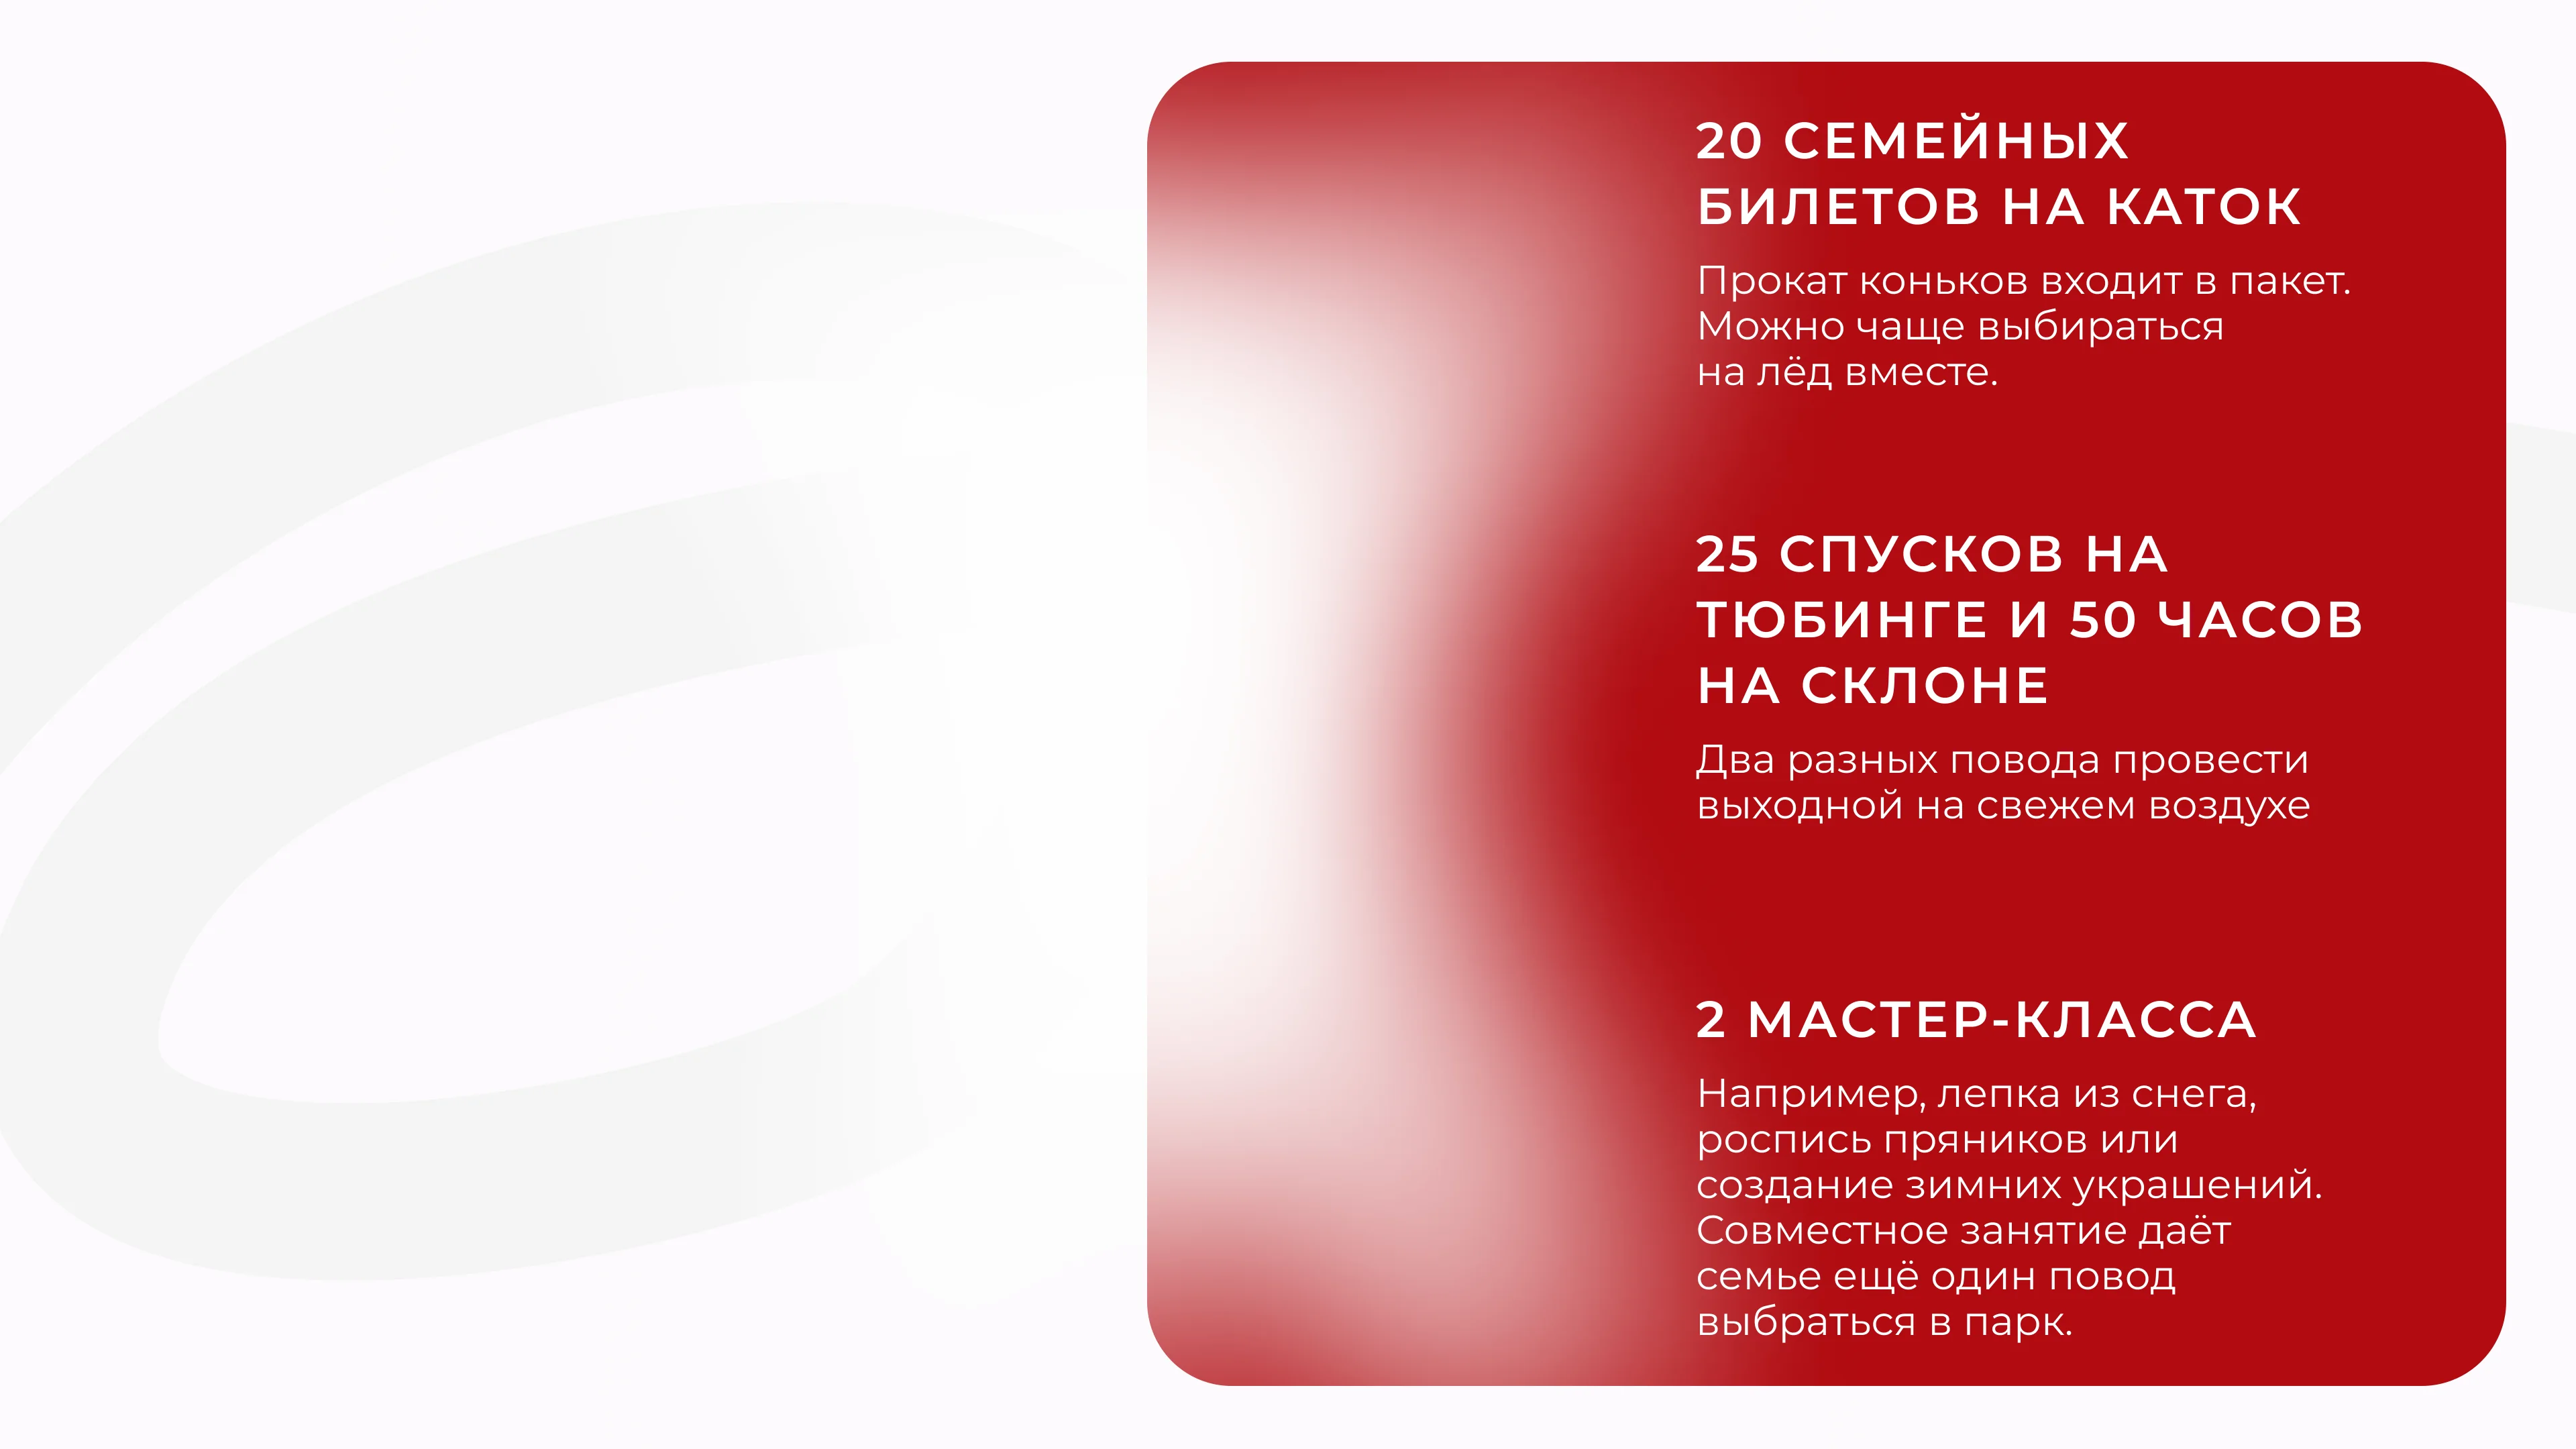 20 СЕМЕЙНЫХ
БИЛЕТОВ НА КАТОК
Прокат коньков входит в пакет.
Можно чаще выбираться
на лёд вместе.
25 СПУСКОВ НА
ТЮБИНГЕ И 50 ЧАСОВ
НА СКЛОНЕ
Два разных повода провести
выходной на свежем воздухе
2 МАСТЕР-КЛАССА
Например, лепка из снега,
роспись пряников или
создание зимних украшений.
Совместное занятие даёт
семье ещё один повод
выбраться в парк.